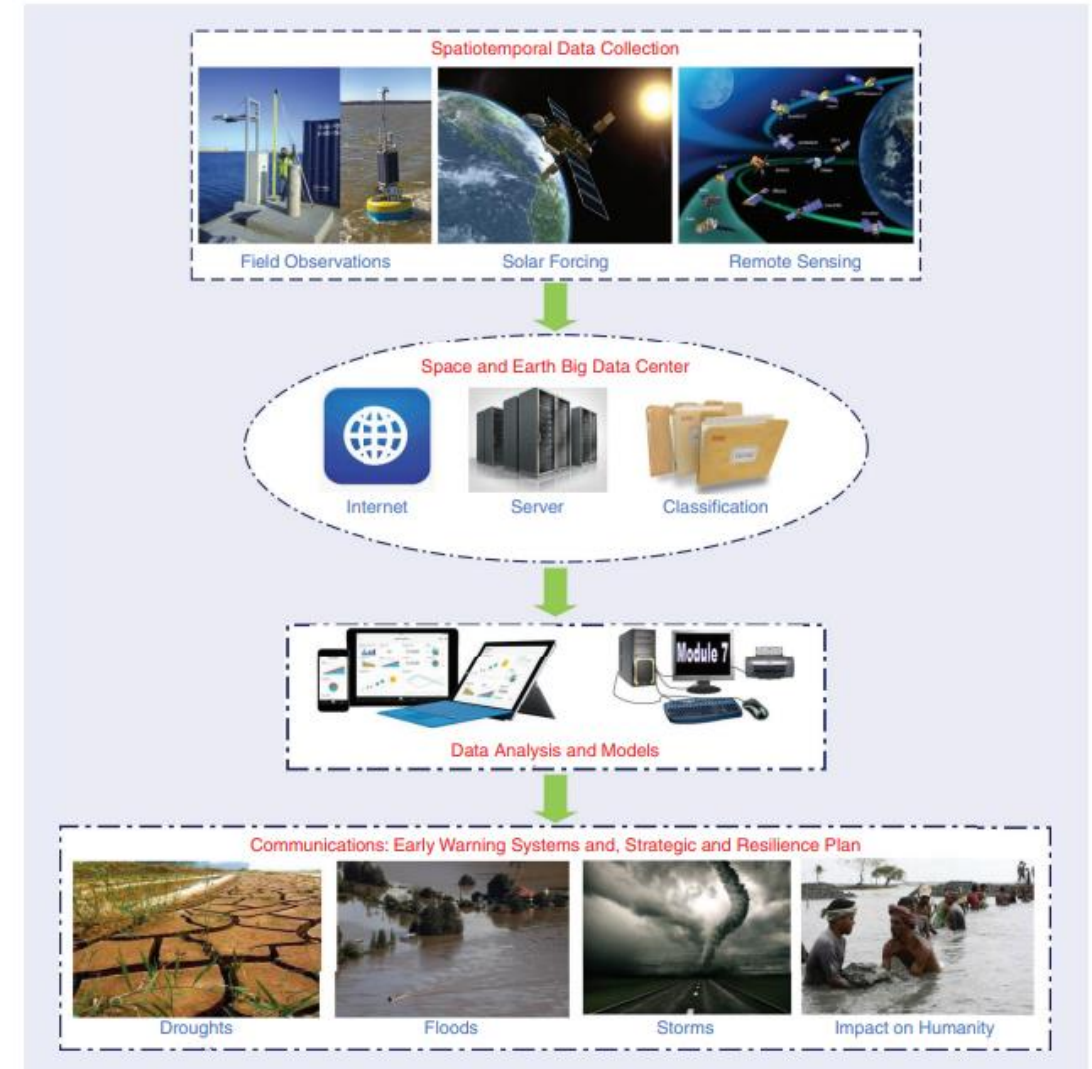 Spatiotemporal Data Collection
Field Observations
Solar Forcing
Remote Sensing
Space and Earth Big Data Center
Internet
Server
Classification
Module 7
Data Analysis and Models
Communications: Early Warning Systems and, Strategic and Resilience Plan
Droughts
Floods
Storms
Impact on Humanity